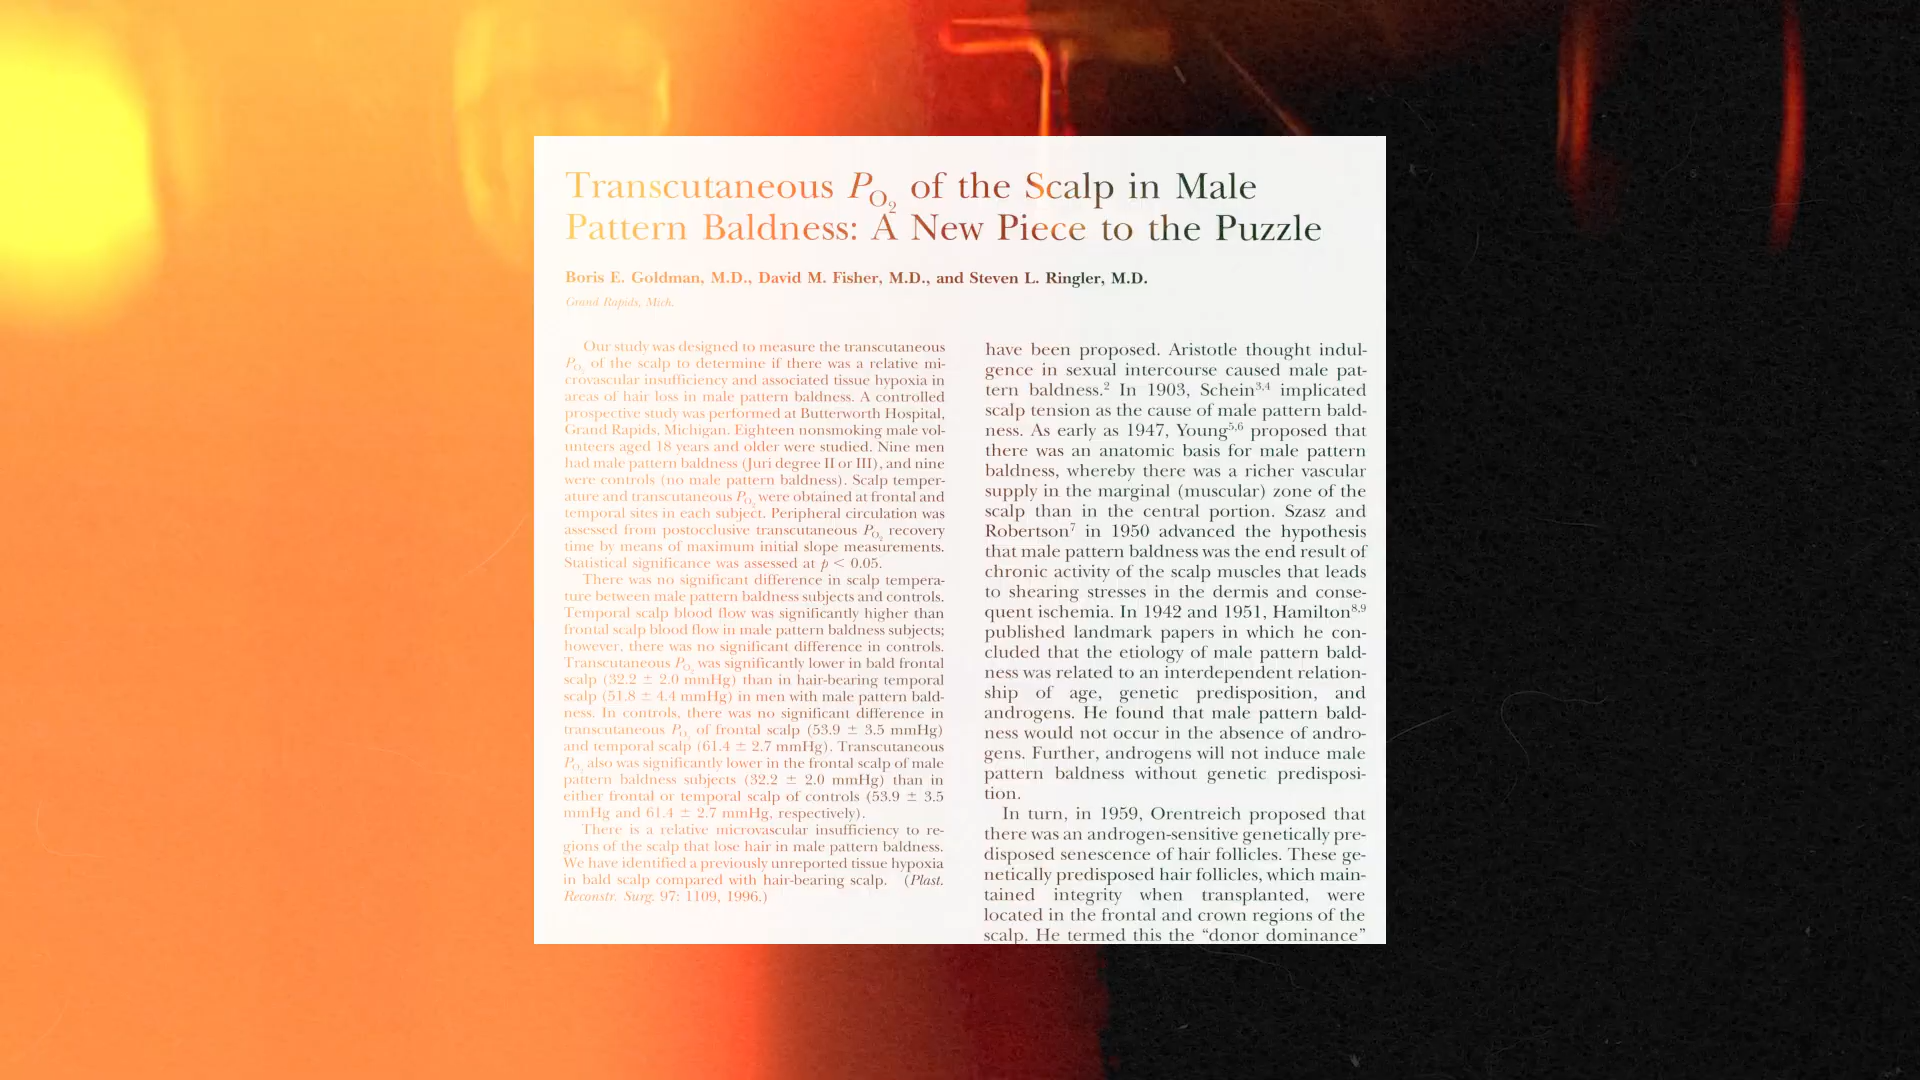 Transcutaneous PO2 of the Scalp in Male
Pattern Baldness: A New Piece to the Puzzle
Boris E. Goldman, M.D., David M. Fisher, M.D., and Steven L. Ringler, M.D.
Grand Rapids, Mich.
Our study was designed to measure the transcutaneous
PO2 of the scalp to determine if there was a relative mi-
crovascular insufficiency and associated tissue hypoxia in
areas of hair loss in male pattern baldness. A controlled
prospective study was performed at Butterworth Hospital,
Grand Rapids, Michigan. Eighteen nonsmoking male vol-
unteers aged 18 years and older were studied. Nine men
had male pattern baldness (Juri degree II or III), and nine
were controls (no male pattern baldness). Scalp temper-
ature and transcutaneous PO2 were obtained at frontal and
temporal sites in each subject. Peripheral circulation was
assessed from postocclusive transcutaneous PO2 recovery
time by means of maximum initial slope measurements.
Statistical significance was assessed at p < 0.05.
There was no significant difference in scalp tempera-
ture between male pattern baldness subjects and controls.
Temporal scalp blood flow was significantly higher than
frontal scalp blood flow in male pattern baldness subjects;
however, there was no significant difference in controls.
Transcutaneous PO2 was significantly lower in bald frontal
scalp (32.2 ± 2.0 mmHg) than in hair-bearing temporal
scalp (51.8 ± 4.4 mmHg) in men with male pattern bald-
ness. In controls, there was no significant difference in
transcutaneous PO2 of frontal scalp (53.9 ± 3.5 mmHg)
and temporal scalp (61.4 ± 2.7 mmHg). Transcutaneous
PO2 also was significantly lower in the frontal scalp of male
pattern baldness subjects (32.2 ± 2.0 mmHg) than in
either frontal or temporal scalp of controls (53.9 ± 3.5
mmHg and 61.4 ± 2.7 mmHg, respectively).
There is a relative microvascular insufficiency to re-
gions of the scalp that lose hair in male pattern baldness.
We have identified a previously unreported tissue hypoxia
in bald scalp compared with hair-bearing scalp. (Plast.
Reconstr. Surg. 97: 1109, 1996.)
have been proposed. Aristotle thought indul-
gence in sexual intercourse caused male pat-
tern baldness.2 In 1903, Schein3,4 implicated
scalp tension as the cause of male pattern bald-
ness. As early as 1947, Young5,6 proposed that
there was an anatomic basis for male pattern
baldness, whereby there was a richer vascular
supply in the marginal (muscular) zone of the
scalp than in the central portion. Szasz and
Robertson7 in 1950 advanced the hypothesis
that male pattern baldness was the end result of
chronic activity of the scalp muscles that leads
to shearing stresses in the dermis and conse-
quent ischemia. In 1942 and 1951, Hamilton8,9
published landmark papers in which he con-
cluded that the etiology of male pattern bald-
ness was related to an interdependent relation-
ship of age, genetic predisposition, and
androgens. He found that male pattern bald-
ness would not occur in the absence of andro-
gens. Further, androgens will not induce male
pattern baldness without genetic predisposi-
tion.
In turn, in 1959, Orentreich proposed that
there was an androgen-sensitive genetically pre-
disposed senescence of hair follicles. These ge-
netically predisposed hair follicles, which main-
tained integrity when transplanted, were
located in the frontal and crown regions of the
scalp. He termed this the “donor dominance”